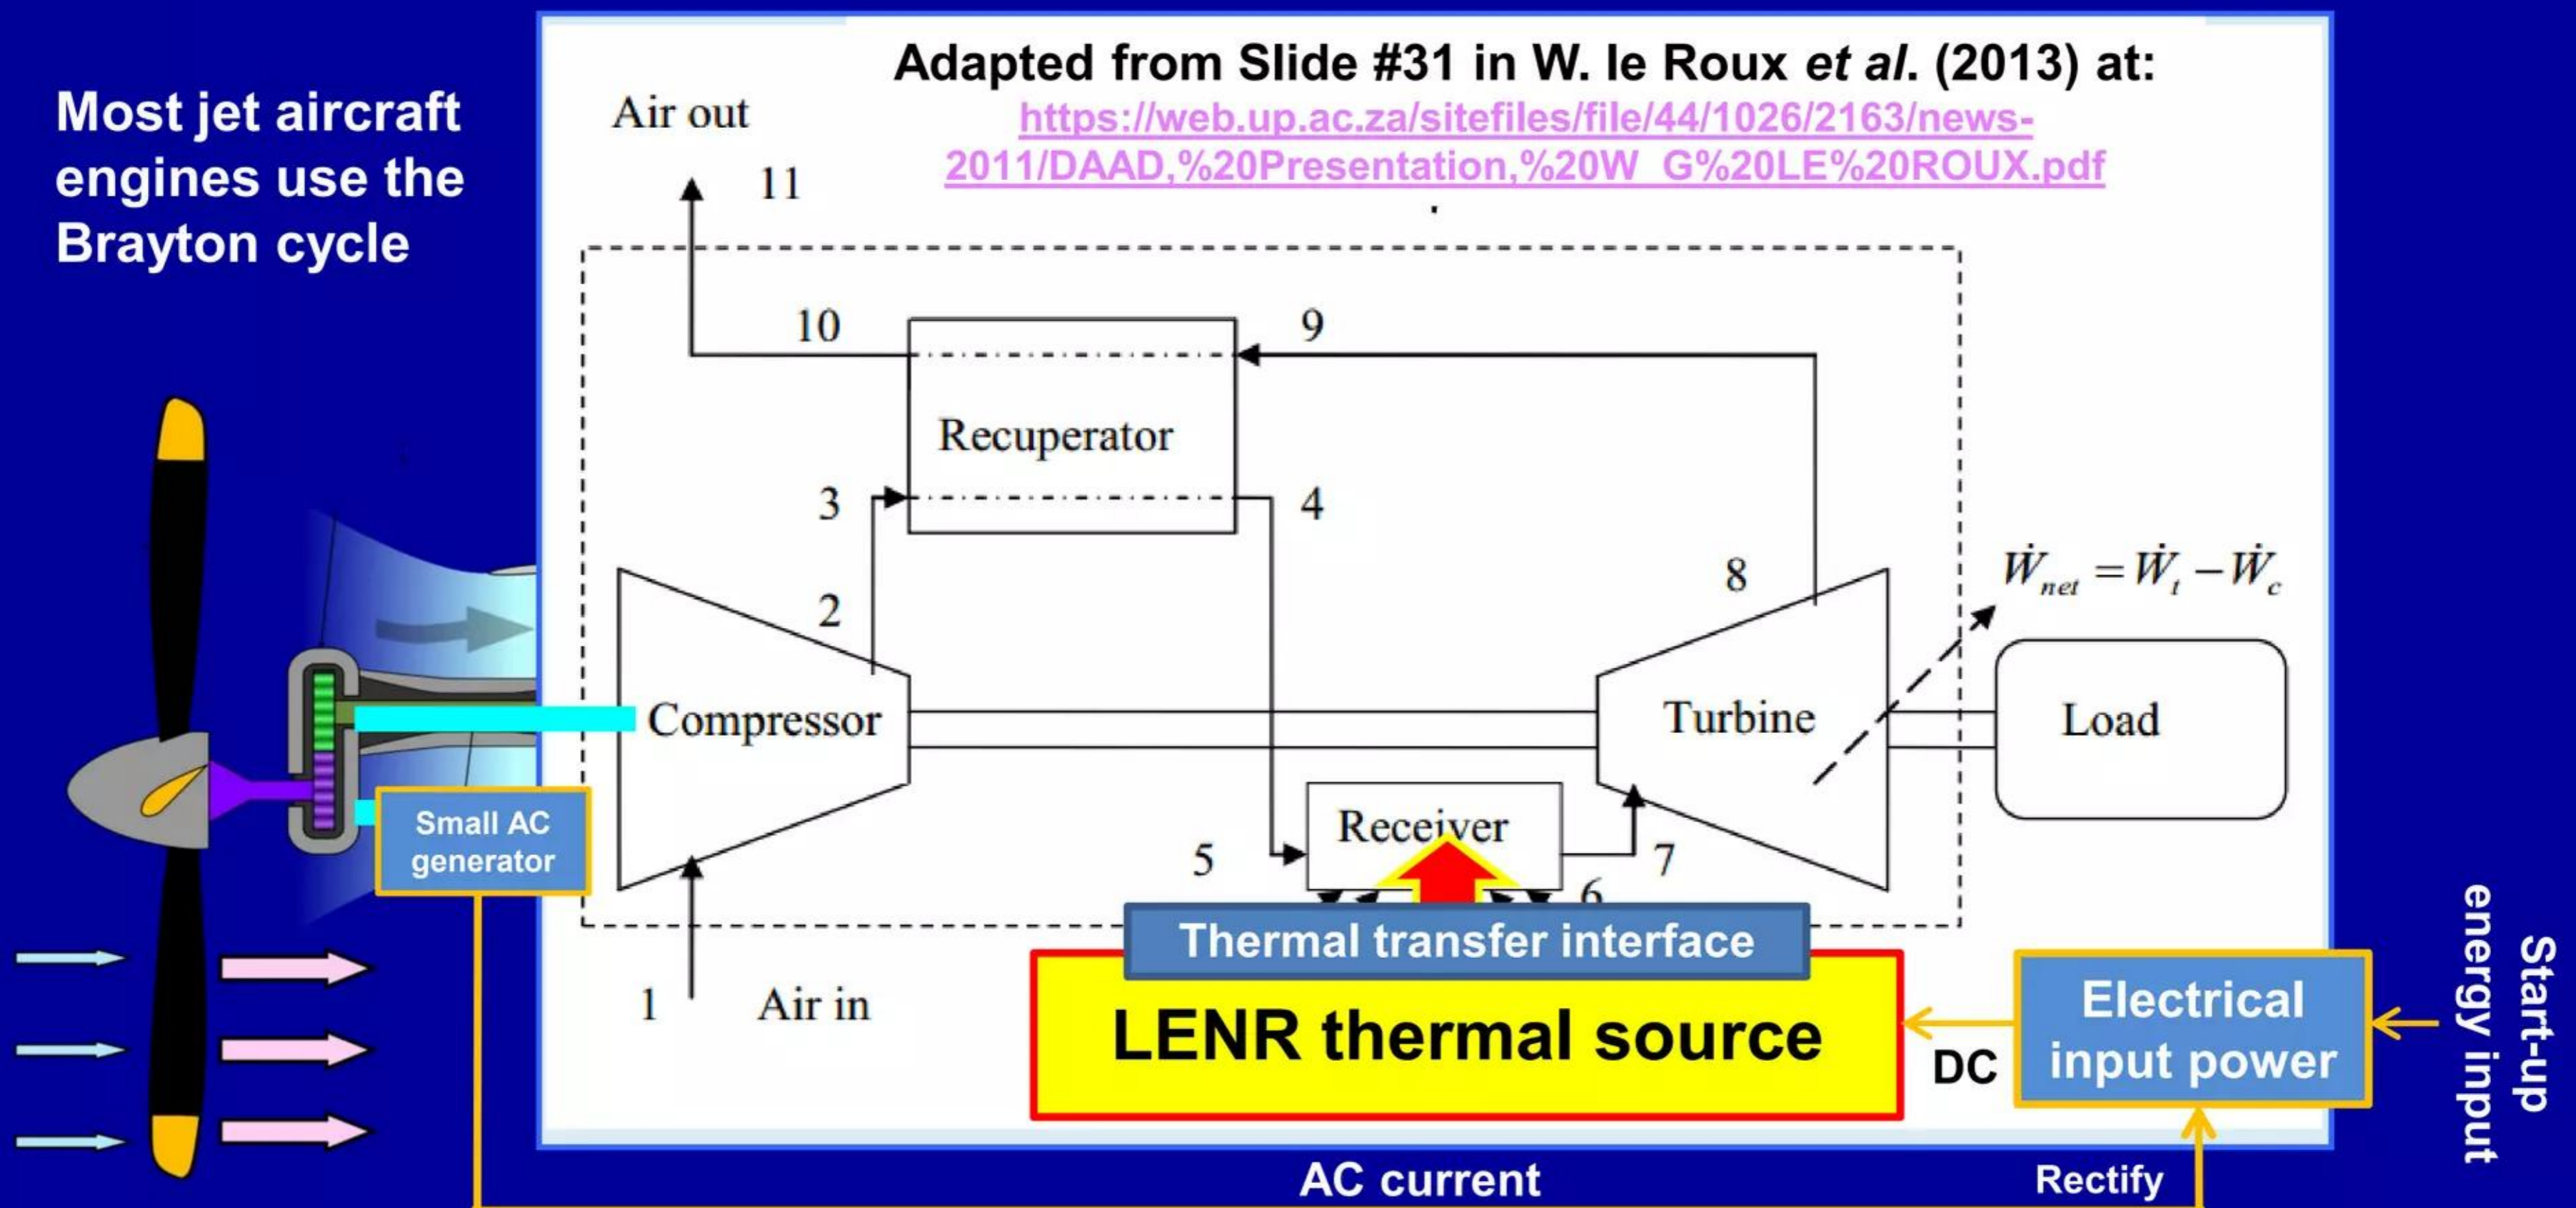 Most jet aircraft
engines use the
Brayton cycle
Adapted from Slide #31 in W. le Roux et al. (2013) at:
https://web.up.ac.za/sitefiles/file/44/1026/2163/news-
2011/DAAD,%20Presentation,%20W_G%20LE%20ROUX.pdf
.
Air out
11
10
9
Recuperator
3
4
2
8
Ẇnet = Ẇt − Ẇc
Compressor
Turbine
Load
Small AC
generator
Receiver
5
7
6
Thermal transfer interface
1
Air in
LENR thermal source
DC
Electrical
input power
Start-up
energy input
AC current
Rectify